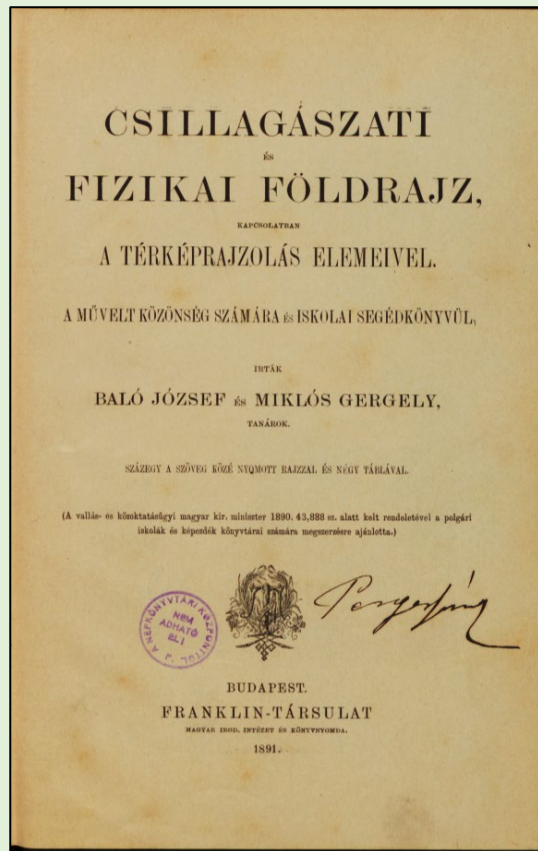 CSILLAGÁSZATI
ÉS
FIZIKAI FÖLDRAJZ,
KAPCSOLATBAN
A TÉRKÉPRAJZOLÁS ELEMEIVEL.
A MŰVELT KÖZÖNSÉG SZÁMÁRA ÉS ISKOLAI SEGÉDKÖNYVÜL,
IRTÁK
BALÓ JÓZSEF ÉS MIKLÓS GERGELY,
TANÁROK.
SZÁZEGY A SZÖVEG KÖZÉ NYOMOTT RAJZZAL ÉS NÉGY TÁBLÁVAL.
(A vallás- és közoktatásügyi magyar kir. miniszter 1890. 43,888 sz. alatt kelt rendeletével a polgári
iskolák és képezdék könyvtárai számára megszerzésre ajánlotta.)
A NÉPKÖNYVTÁRI KÖZPONTTÓL
NEM
ADHATÓ
EL!
BUDAPEST.
FRANKLIN-TÁRSULAT
MAGYAR IROD. INTÉZET ÉS KÖNYVNYOMDA.
1891.